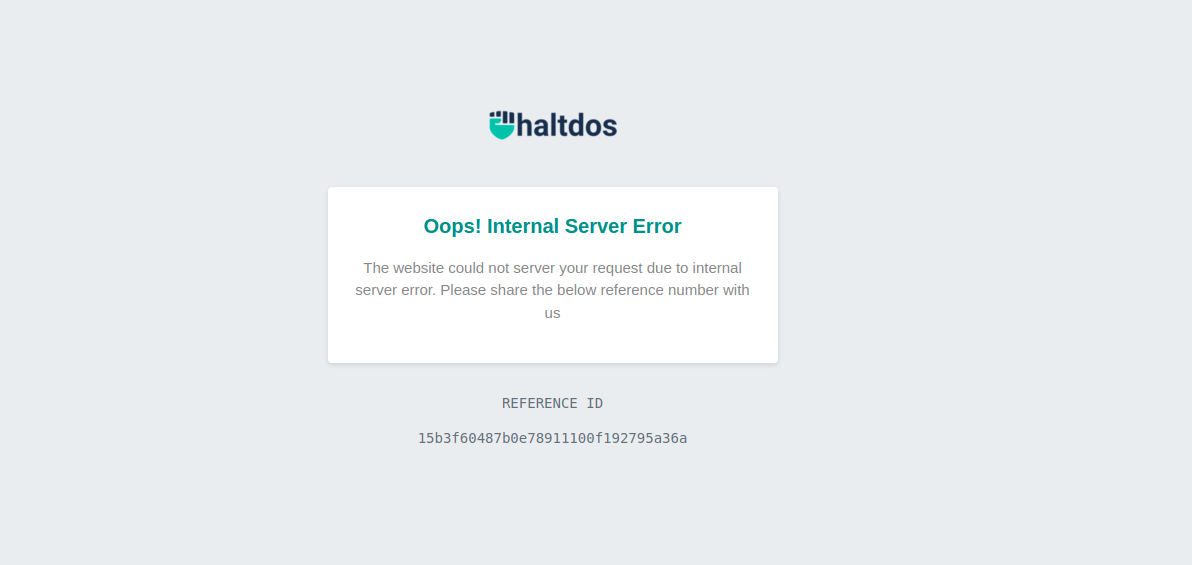 haltdos
Oops! Internal Server Error
The website could not server your request due to internal
server error. Please share the below reference number with
us
REFERENCE ID
15b3f60487b0e78911100f192795a36a